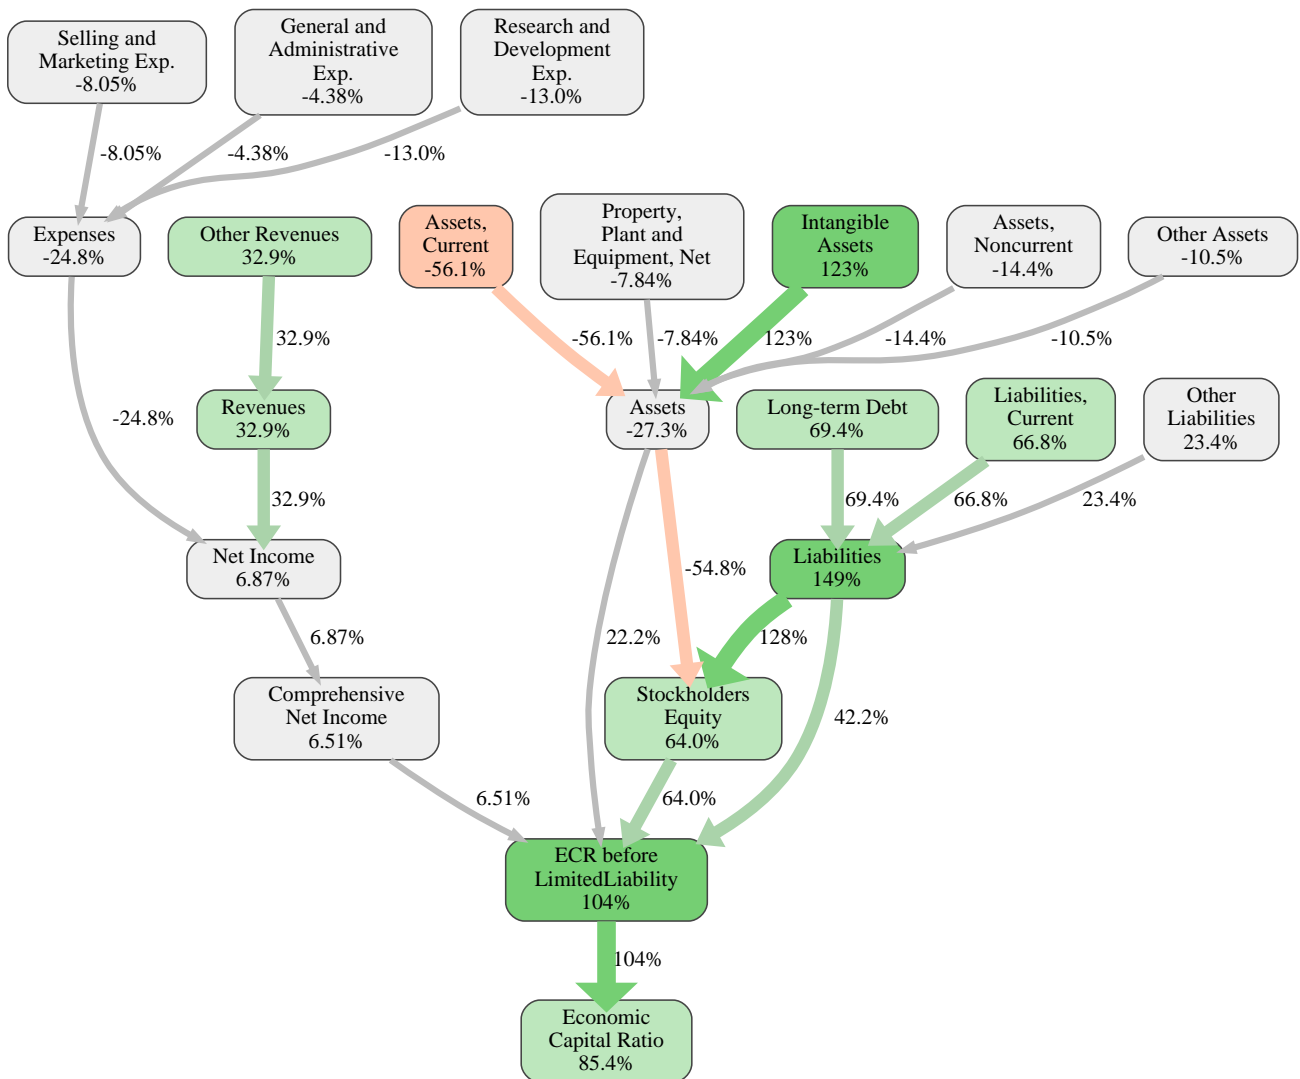 Selling and
Marketing Exp.
-8.05%
General and
Administrative
Exp.
-4.38%
Research and
Development
Exp.
-13.0%
-8.05%
-4.38%
-13.0%
Expenses
-24.8%
Other Revenues
32.9%
Assets,
Current
-56.1%
Property,
Plant and
Equipment, Net
-7.84%
Intangible
Assets
123%
Assets,
Noncurrent
-14.4%
Other Assets
-10.5%
32.9%
-56.1%
-7.84%
123%
-14.4%
-10.5%
-24.8%
Revenues
32.9%
Assets
-27.3%
Long-term Debt
69.4%
Liabilities,
Current
66.8%
Other
Liabilities
23.4%
32.9%
69.4%
66.8%
23.4%
Net Income
6.87%
-54.8%
Liabilities
149%
6.87%
22.2%
128%
Comprehensive
Net Income
6.51%
Stockholders
Equity
64.0%
42.2%
6.51%
64.0%
ECR before
LimitedLiability
104%
104%
Economic
Capital Ratio
85.4%